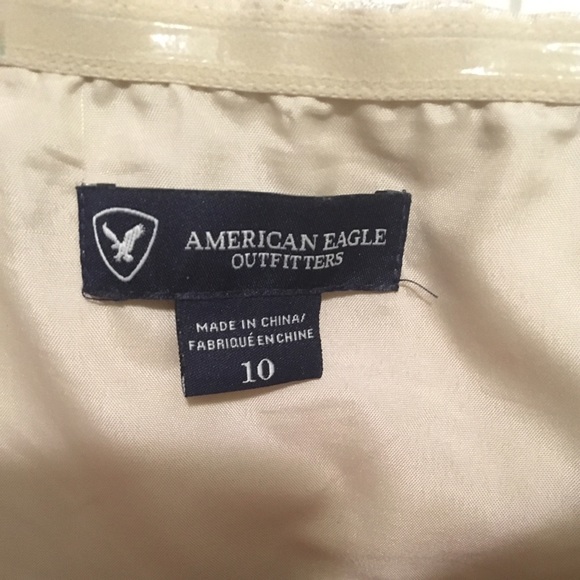 AMERICAN EAGLE
OUTFITTERS
MADE IN CHINA/
FABRIQUÉ EN CHINE
10